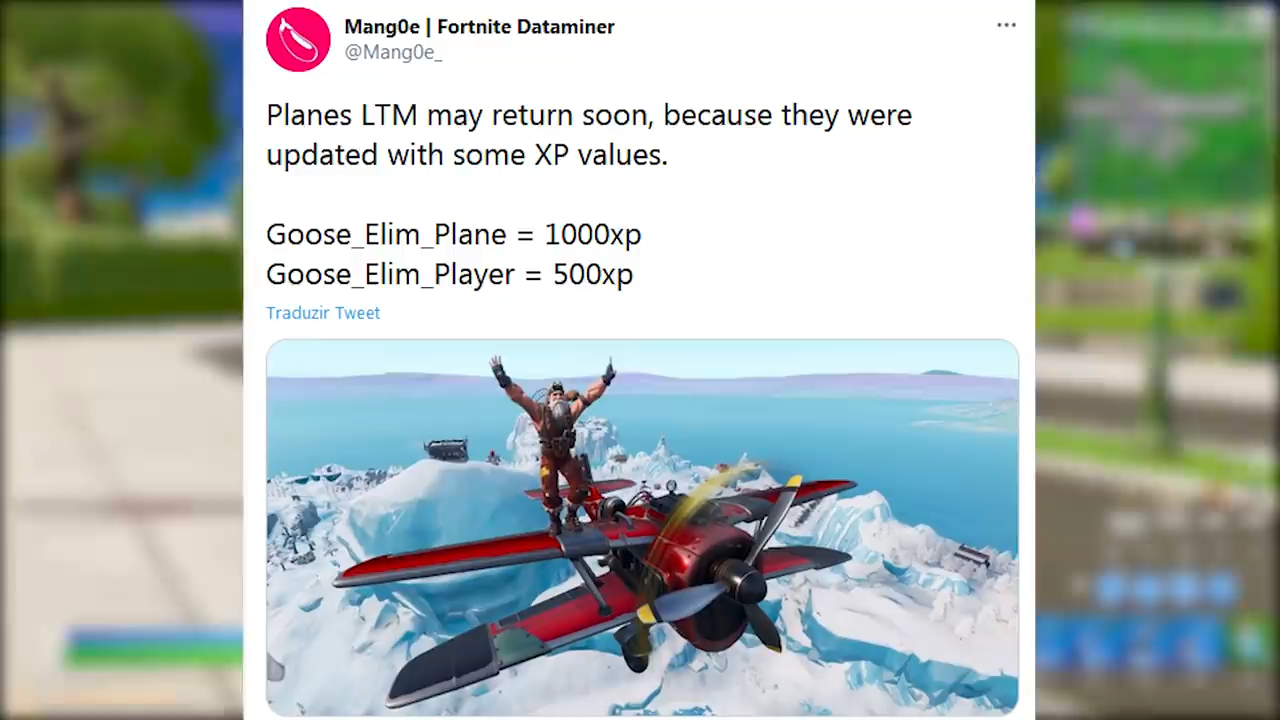 Mang0e | Fortnite Dataminer
@Mang0e_
Planes LTM may return soon, because they were
updated with some XP values.
Goose_Elim_Plane = 1000xp
Goose_Elim_Player = 500xp
Traduzir Tweet